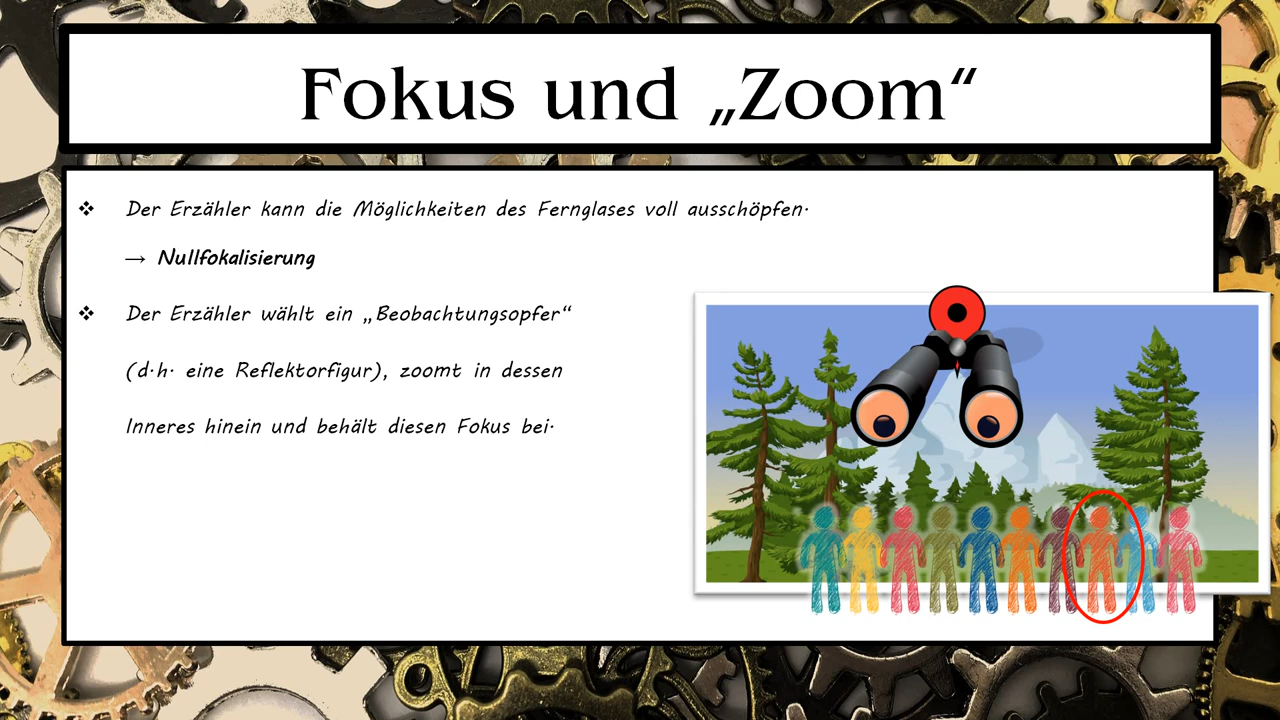 Fokus und „Zoom“
❖ Der Erzähler kann die Möglichkeiten des Fernglases voll ausschöpfen.
→ Nullfokalisierung
❖ Der Erzähler wählt ein „Beobachtungsopfer“
(d.h. eine Reflektorfigur), zoomt in dessen
Inneres hinein und behält diesen Fokus bei.